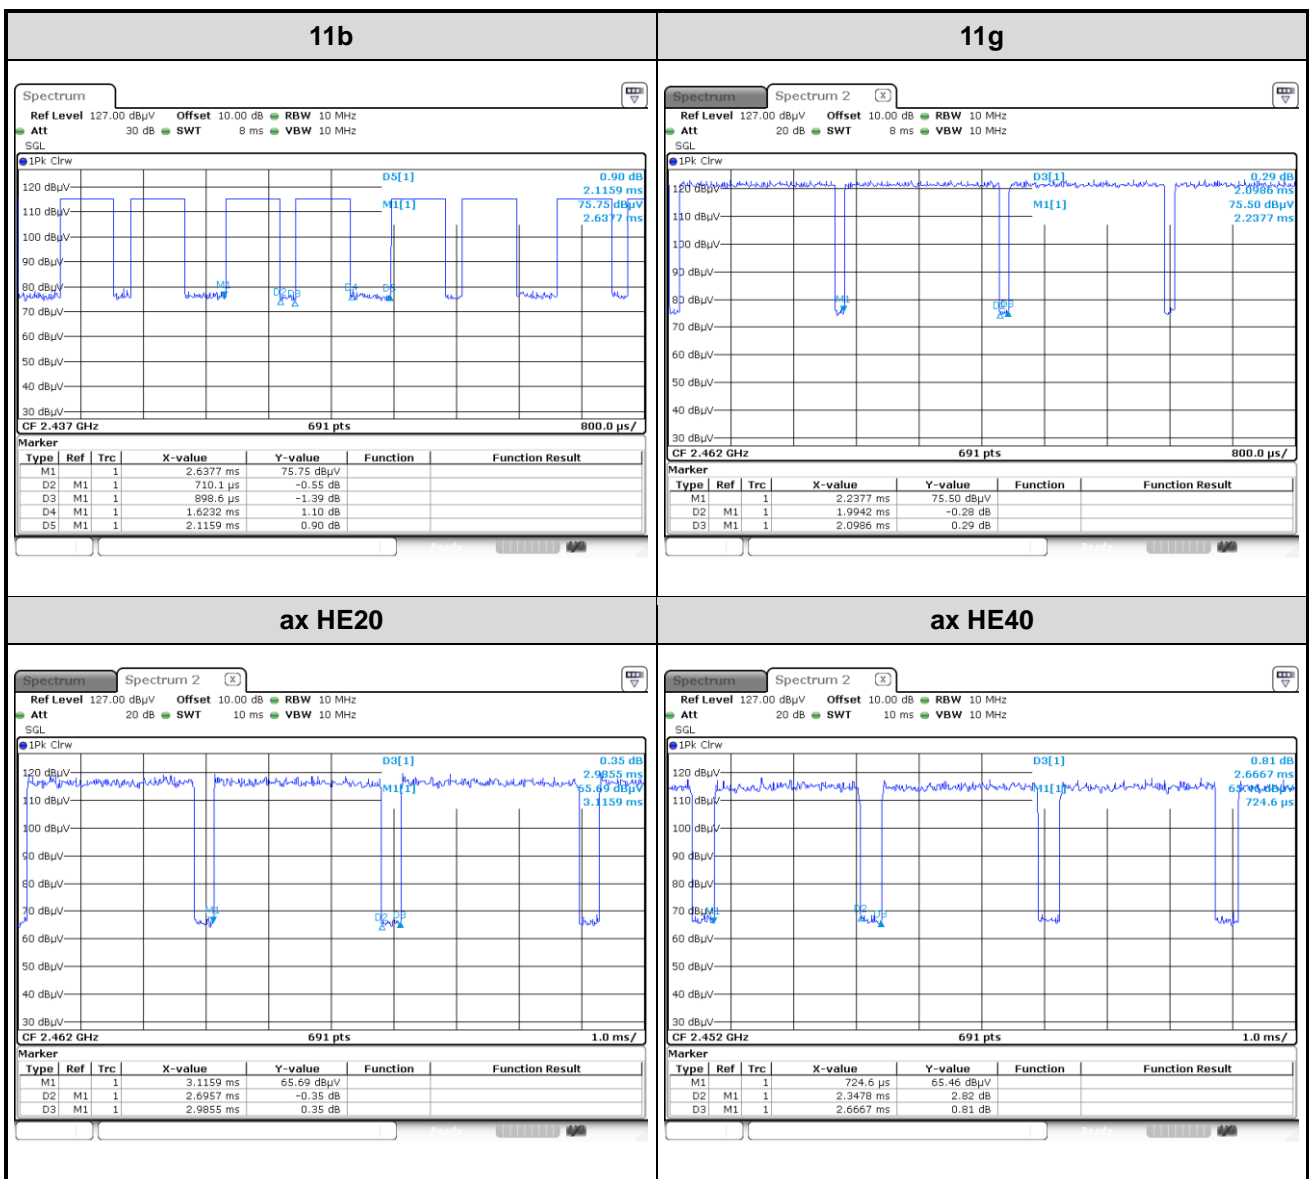 11b
11g
Spectrum
Ref Level 127.00 dBµV Offset 10.00 dB RBW 10 MHz
Att 30 dB SWT 8 ms VBW 10 MHz
SGL
1Pk Clrw
D5[1] 0.90 dB
2.1159 ms
M1[1] 75.75 dBµV
2.6377 ms
120 dBµV
110 dBµV
100 dBµV
90 dBµV
80 dBµV
70 dBµV
60 dBµV
50 dBµV
40 dBµV
30 dBµV
M1 D2 D3 D4 D5
CF 2.437 GHz 691 pts 800.0 µs/
Marker
Type Ref Trc X-value Y-value Function Function Result
M1 1 2.6377 ms 75.75 dBµV
D2 M1 1 710.1 µs -0.55 dB
D3 M1 1 898.6 µs -1.39 dB
D4 M1 1 1.6232 ms 1.10 dB
D5 M1 1 2.1159 ms 0.90 dB
Spectrum Spectrum 2 X
Ref Level 127.00 dBµV Offset 10.00 dB RBW 10 MHz
Att 20 dB SWT 8 ms VBW 10 MHz
SGL
1Pk Clrw
D3[1] 0.29 dB
2.0986 ms
M1[1] 75.50 dBµV
2.2377 ms
120 dBµV
110 dBµV
100 dBµV
90 dBµV
80 dBµV
70 dBµV
60 dBµV
50 dBµV
40 dBµV
30 dBµV
M1 D2 D3
CF 2.462 GHz 691 pts 800.0 µs/
Marker
Type Ref Trc X-value Y-value Function Function Result
M1 1 2.2377 ms 75.50 dBµV
D2 M1 1 1.9942 ms -0.28 dB
D3 M1 1 2.0986 ms 0.29 dB
Ready
ax HE20
ax HE40
Spectrum Spectrum 2 X
Ref Level 127.00 dBµV Offset 10.00 dB RBW 10 MHz
Att 20 dB SWT 10 ms VBW 10 MHz
SGL
1Pk Clrw
D3[1] 0.35 dB
2.9855 ms
M1[1] 65.69 dBµV
3.1159 ms
120 dBµV
110 dBµV
100 dBµV
90 dBµV
80 dBµV
70 dBµV
60 dBµV
50 dBµV
40 dBµV
30 dBµV
M1 D2 D3
CF 2.462 GHz 691 pts 1.0 ms/
Marker
Type Ref Trc X-value Y-value Function Function Result
M1 1 3.1159 ms 65.69 dBµV
D2 M1 1 2.6957 ms -0.35 dB
D3 M1 1 2.9855 ms 0.35 dB
Spectrum Spectrum 2 X
Ref Level 127.00 dBµV Offset 10.00 dB RBW 10 MHz
Att 20 dB SWT 10 ms VBW 10 MHz
SGL
1Pk Clrw
D3[1] 0.81 dB
2.6667 ms
M1[1] 65.46 dBµV
724.6 µs
120 dBµV
110 dBµV
100 dBµV
90 dBµV
80 dBµV
70 dBµV
60 dBµV
50 dBµV
40 dBµV
30 dBµV
M1 D2 D3
CF 2.452 GHz 691 pts 1.0 ms/
Marker
Type Ref Trc X-value Y-value Function Function Result
M1 1 724.6 µs 65.46 dBµV
D2 M1 1 2.3478 ms 2.82 dB
D3 M1 1 2.6667 ms 0.81 dB
Ready